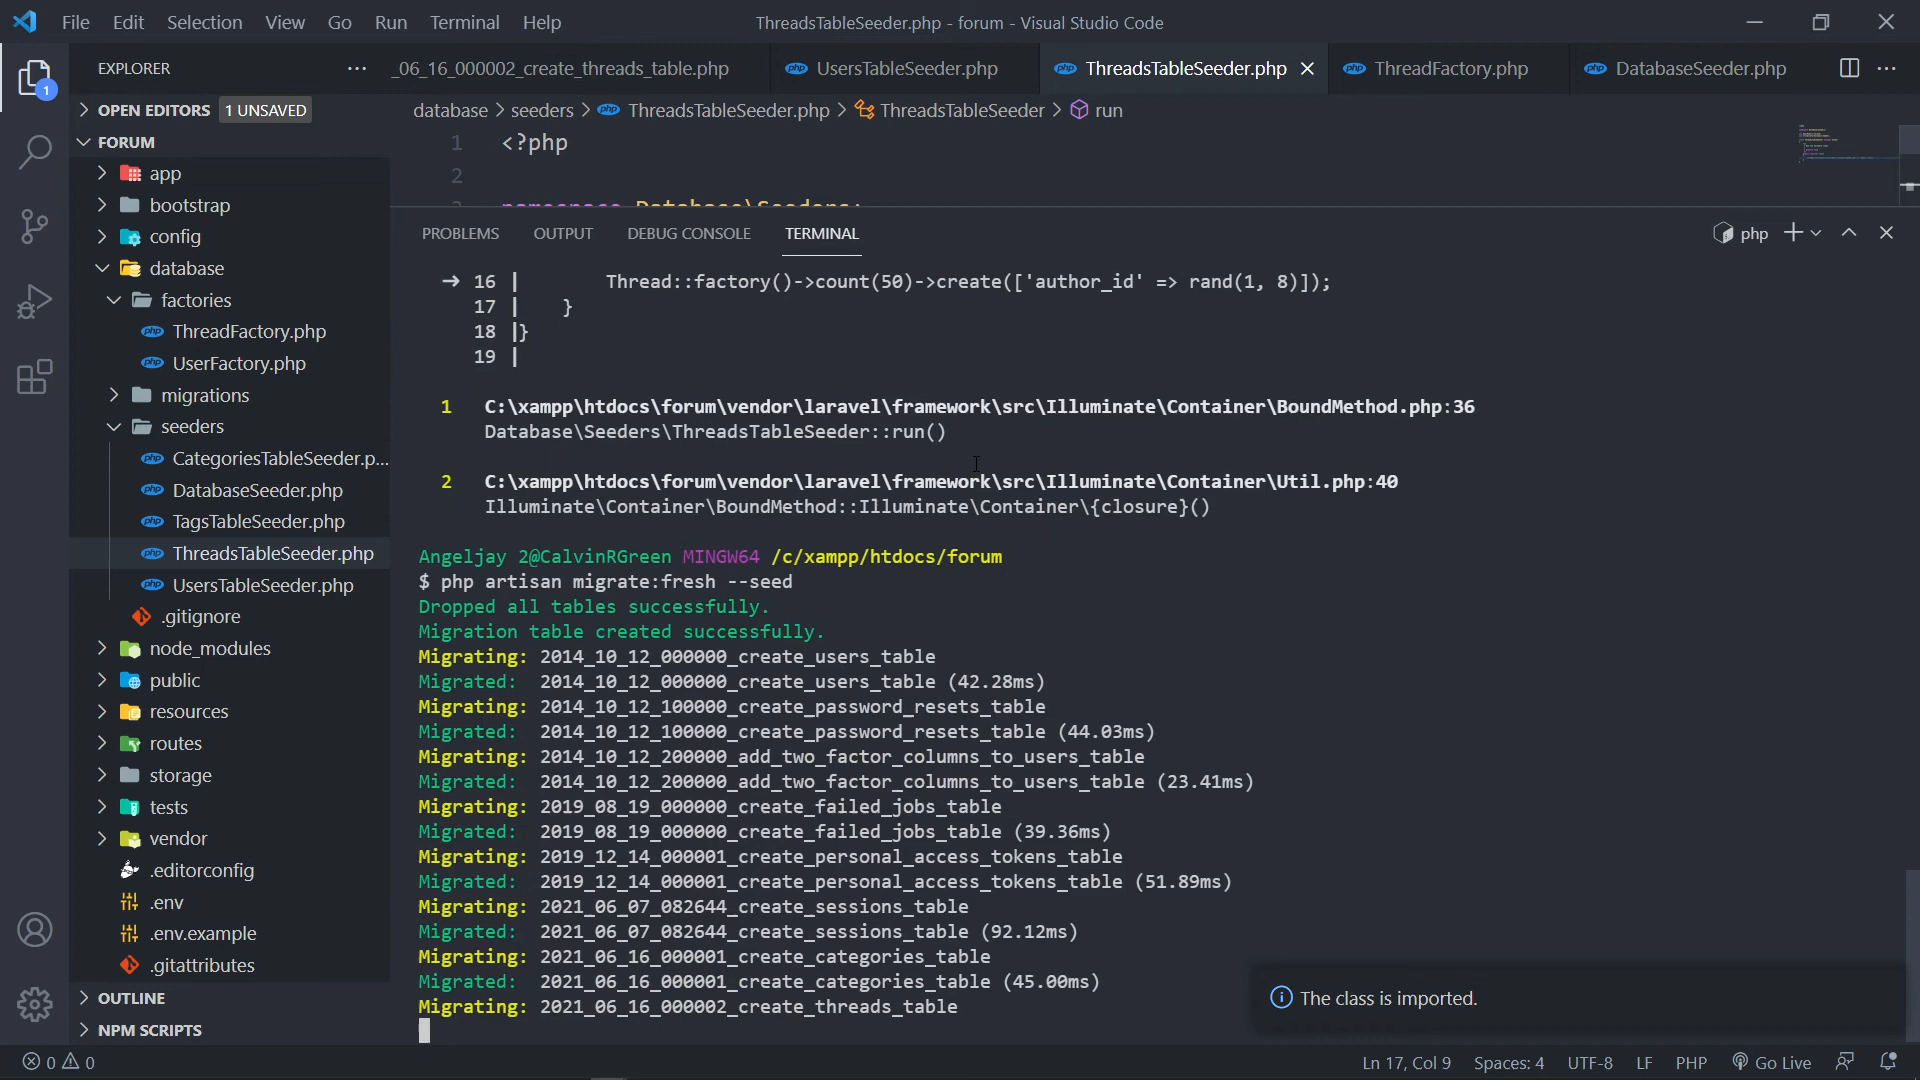 File Edit Selection View Go Run Terminal Help
ThreadsTableSeeder.php - forum - Visual Studio Code
EXPLORER
_06_16_000002_create_threads_table.php
UsersTableSeeder.php
ThreadsTableSeeder.php
ThreadFactory.php
DatabaseSeeder.php
1
OPEN EDITORS 1 UNSAVED
FORUM
app
bootstrap
config
database
factories
ThreadFactory.php
UserFactory.php
migrations
seeders
CategoriesTableSeeder.p...
DatabaseSeeder.php
TagsTableSeeder.php
ThreadsTableSeeder.php
UsersTableSeeder.php
.gitignore
node_modules
public
resources
routes
storage
tests
vendor
.editorconfig
.env
.env.example
.gitattributes
OUTLINE
NPM SCRIPTS
database > seeders > ThreadsTableSeeder.php > ThreadsTableSeeder > run
1 <?php
2
3 namespace Database\Seeders;
PROBLEMS OUTPUT DEBUG CONSOLE TERMINAL
php
➜ 16 | Thread::factory()->count(50)->create(['author_id' => rand(1, 8)]);
17 | }
18 |}
19 |
1 C:\xampp\htdocs\forum\vendor\laravel\framework\src\Illuminate\Container\BoundMethod.php:36
Database\Seeders\ThreadsTableSeeder::run()
2 C:\xampp\htdocs\forum\vendor\laravel\framework\src\Illuminate\Container\Util.php:40
Illuminate\Container\BoundMethod::Illuminate\Container\{closure}()
Angeljay 2@CalvinRGreen MINGW64 /c/xampp/htdocs/forum
$ php artisan migrate:fresh --seed
Dropped all tables successfully.
Migration table created successfully.
Migrating: 2014_10_12_000000_create_users_table
Migrated: 2014_10_12_000000_create_users_table (42.28ms)
Migrating: 2014_10_12_100000_create_password_resets_table
Migrated: 2014_10_12_100000_create_password_resets_table (44.03ms)
Migrating: 2014_10_12_200000_add_two_factor_columns_to_users_table
Migrated: 2014_10_12_200000_add_two_factor_columns_to_users_table (23.41ms)
Migrating: 2019_08_19_000000_create_failed_jobs_table
Migrated: 2019_08_19_000000_create_failed_jobs_table (39.36ms)
Migrating: 2019_12_14_000001_create_personal_access_tokens_table
Migrated: 2019_12_14_000001_create_personal_access_tokens_table (51.89ms)
Migrating: 2021_06_07_082644_create_sessions_table
Migrated: 2021_06_07_082644_create_sessions_table (92.12ms)
Migrating: 2021_06_16_000001_create_categories_table
Migrated: 2021_06_16_000001_create_categories_table (45.00ms)
Migrating: 2021_06_16_000002_create_threads_table
The class is imported.
0 0
Ln 17, Col 9 Spaces: 4 UTF-8 LF PHP Go Live